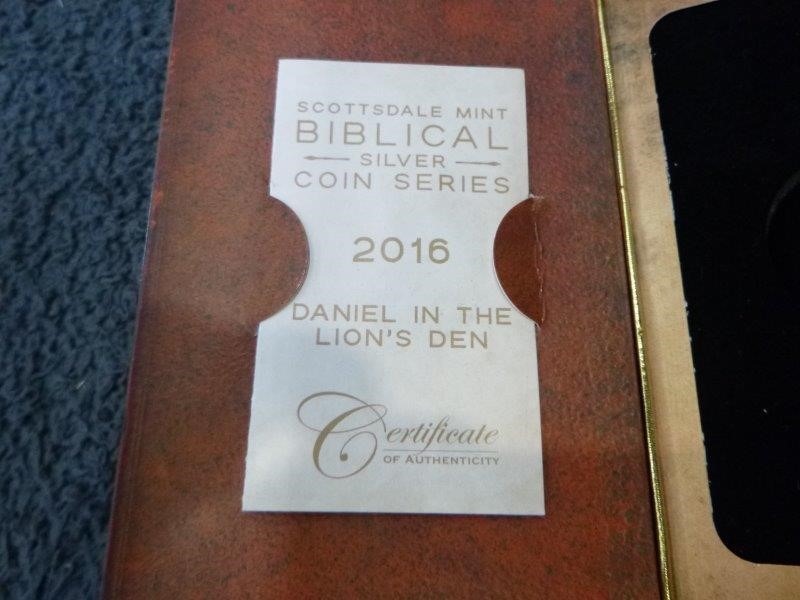 SCOTTSDALE MINT
BIBLICAL
SILVER
COIN SERIES
2016
DANIEL IN THE
LION'S DEN
Certificate
OF AUTHENTICITY